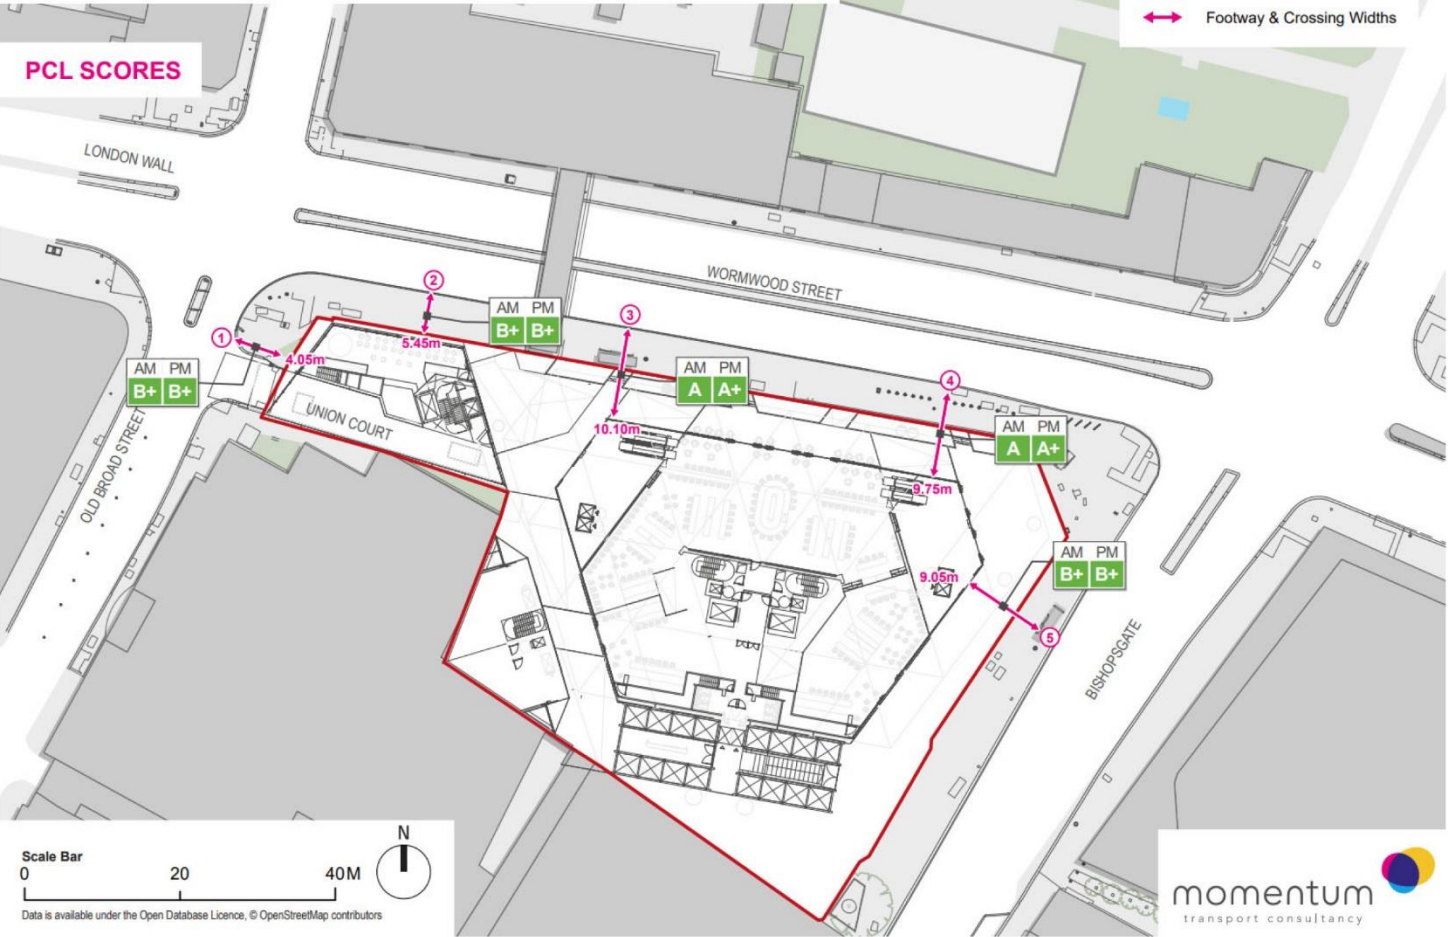 Footway & Crossing Widths
PCL SCORES
LONDON WALL
WORMWOOD STREET
2
AM PM
B+ B+
5.45m
3
1
4.05m
AM PM
B+ B+
AM PM
A A+
4
10.10m
UNION COURT
OLD BROAD STREET
AM PM
A A+
9.75m
AM PM
B+ B+
9.05m
5
BISHOPSGATE
N
Scale Bar
0 20 40M
Data is available under the Open Database Licence, © OpenStreetMap contributors
momentum
transport consultancy